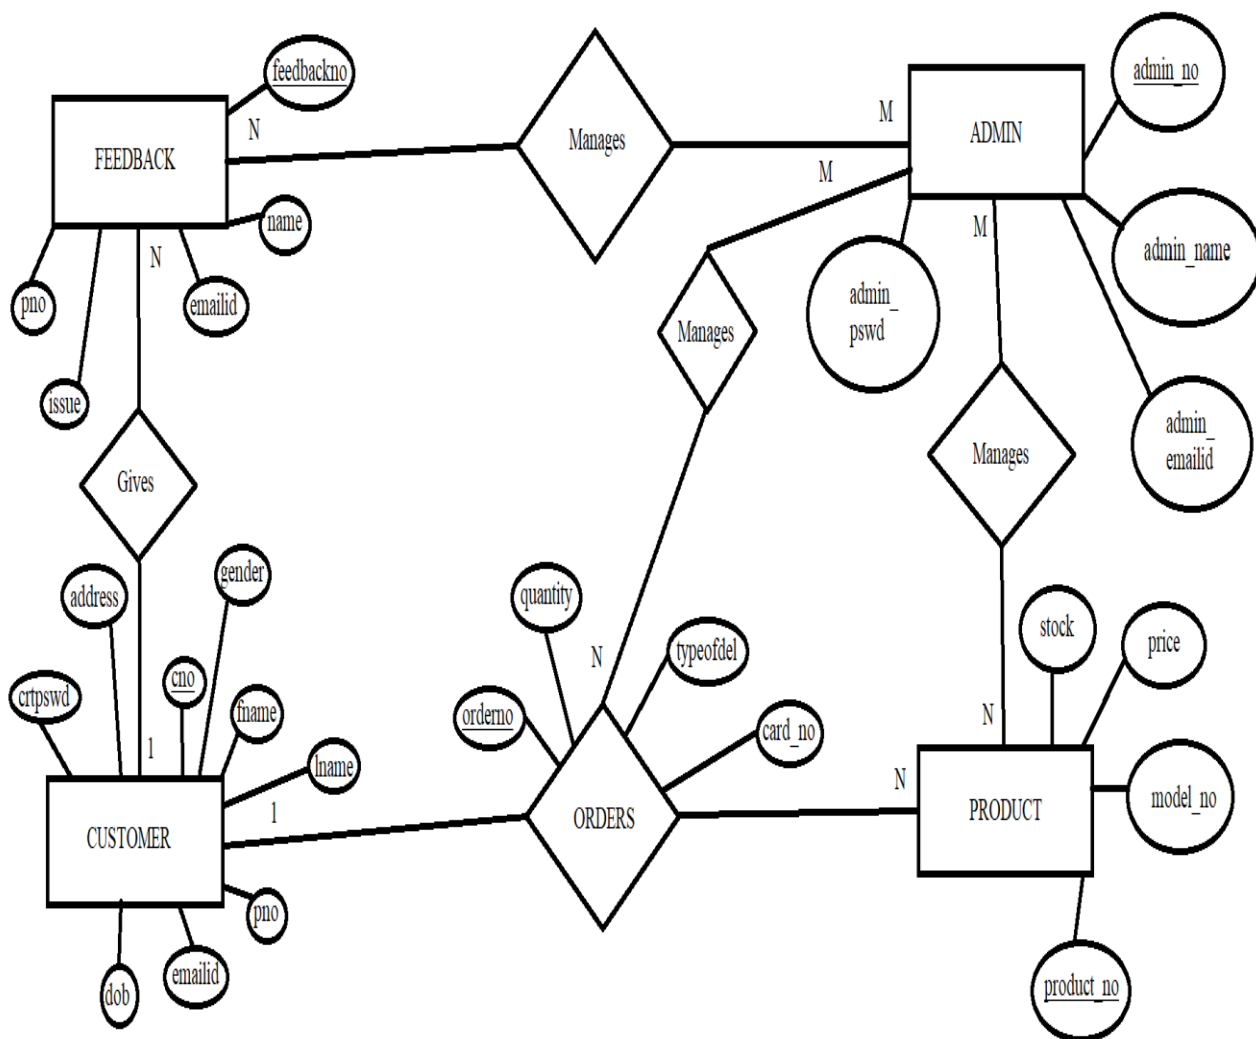 feedbackno
admin_no
N
M
FEEDBACK
Manages
ADMIN
M
name
M
N
admin_name
pno
emailid
admin_
pswd
Manages
issue
admin_
emailid
Gives
Manages
gender
address
quantity
stock
price
cno
typeofdel
N
crtpswd
fname
orderno
card_no
N
1
lname
N
1
CUSTOMER
ORDERS
PRODUCT
model_no
pno
emailid
dob
product_no